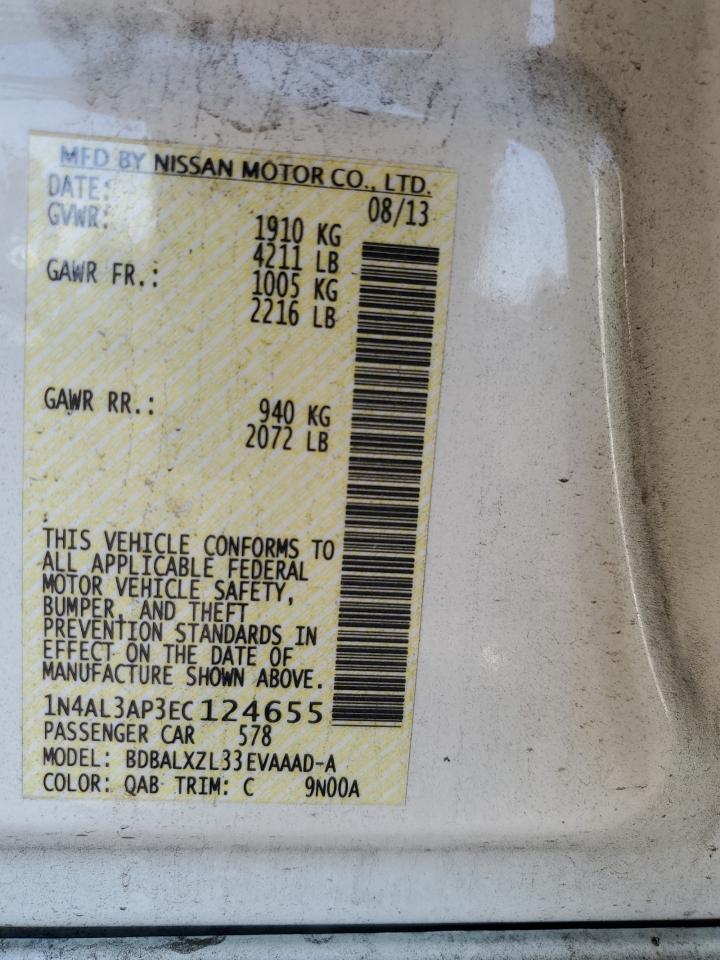 MFD BY NISSAN MOTOR CO., LTD.
DATE: 08/13
GVWR: 1910 KG
4211 LB
GAWR FR.: 1005 KG
2216 LB
GAWR RR.: 940 KG
2072 LB
THIS VEHICLE CONFORMS TO
ALL APPLICABLE FEDERAL
MOTOR VEHICLE SAFETY,
BUMPER, AND THEFT
PREVENTION STANDARDS IN
EFFECT ON THE DATE OF
MANUFACTURE SHOWN ABOVE.
1N4AL3AP3EC124655
PASSENGER CAR 578
MODEL: BDBALXZL33EVAAAD-A
COLOR: QAB TRIM: C 9N00A